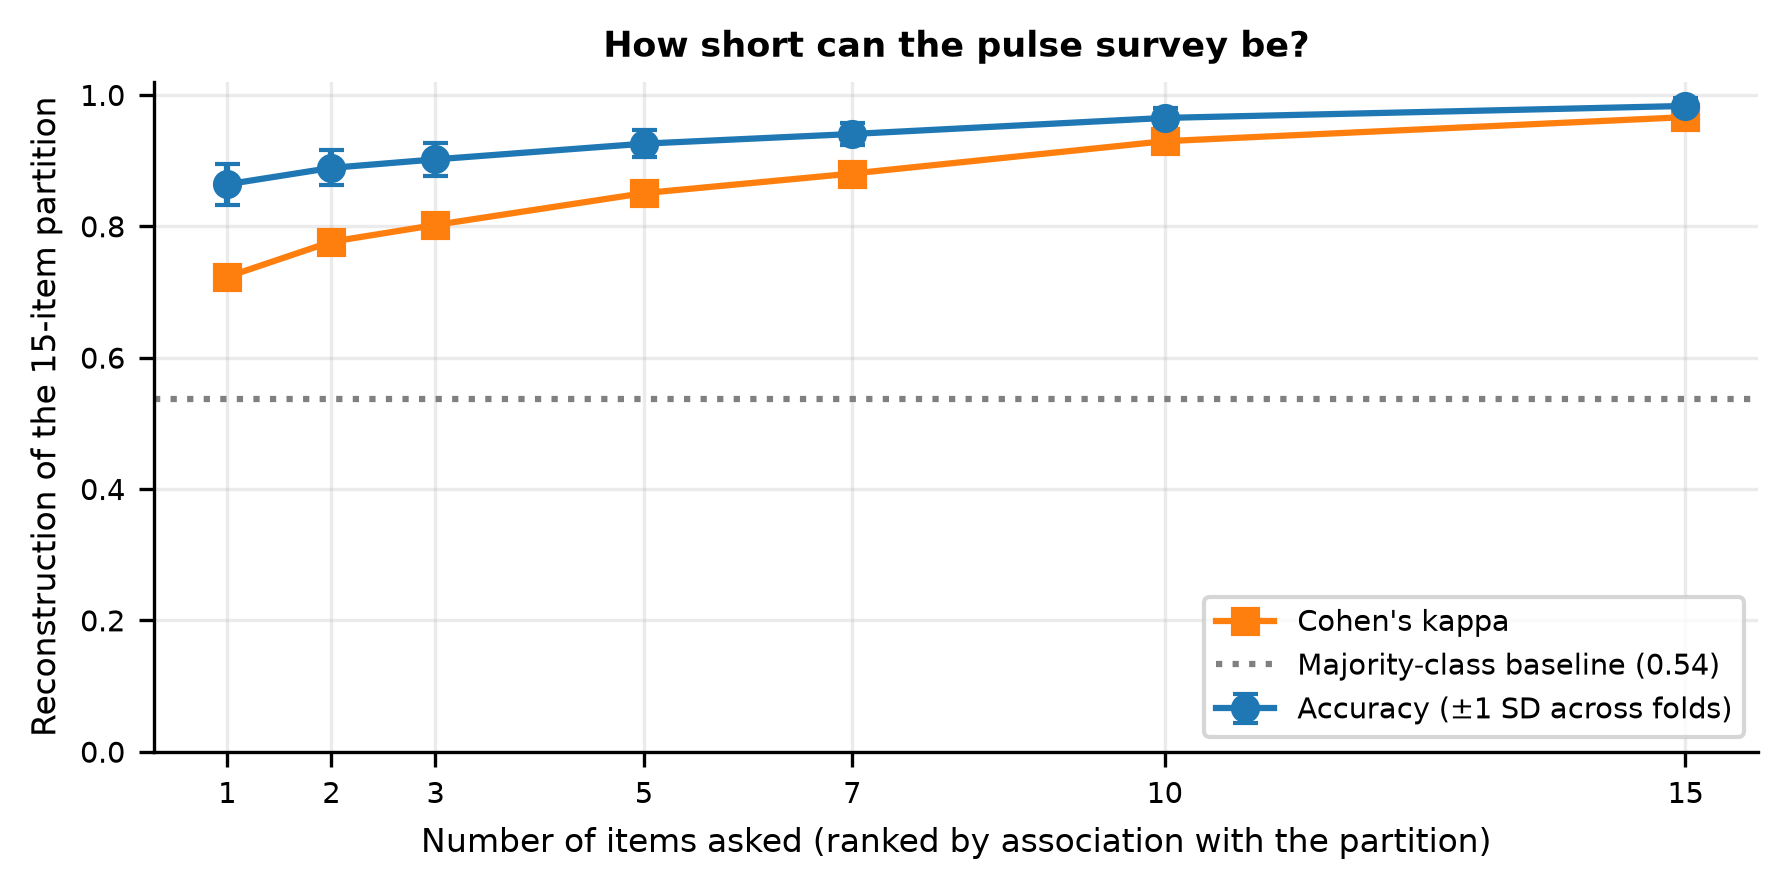 How short can the pulse survey be?
Reconstruction of the 15-item partition
1.0
0.8
0.6
0.4
0.2
0.0
Cohen's kappa
Majority-class baseline (0.54)
Accuracy (±1 SD across folds)
1 2 3 5 7 10 15
Number of items asked (ranked by association with the partition)